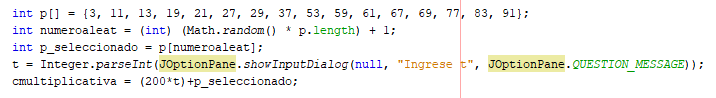 int p[] = {3, 11, 13, 19, 21, 27, 29, 37, 53, 59, 61, 67, 69, 77, 83, 91};
int numeroaleat = (int) (Math.random() * p.length) + 1;
int p_seleccionado = p[numeroaleat];
t = Integer.parseInt(JOptionPane.showInputDialog(null, "Ingrese t", JOptionPane.QUESTION_MESSAGE));
cmultiplicativa = (200*t)+p_seleccionado;